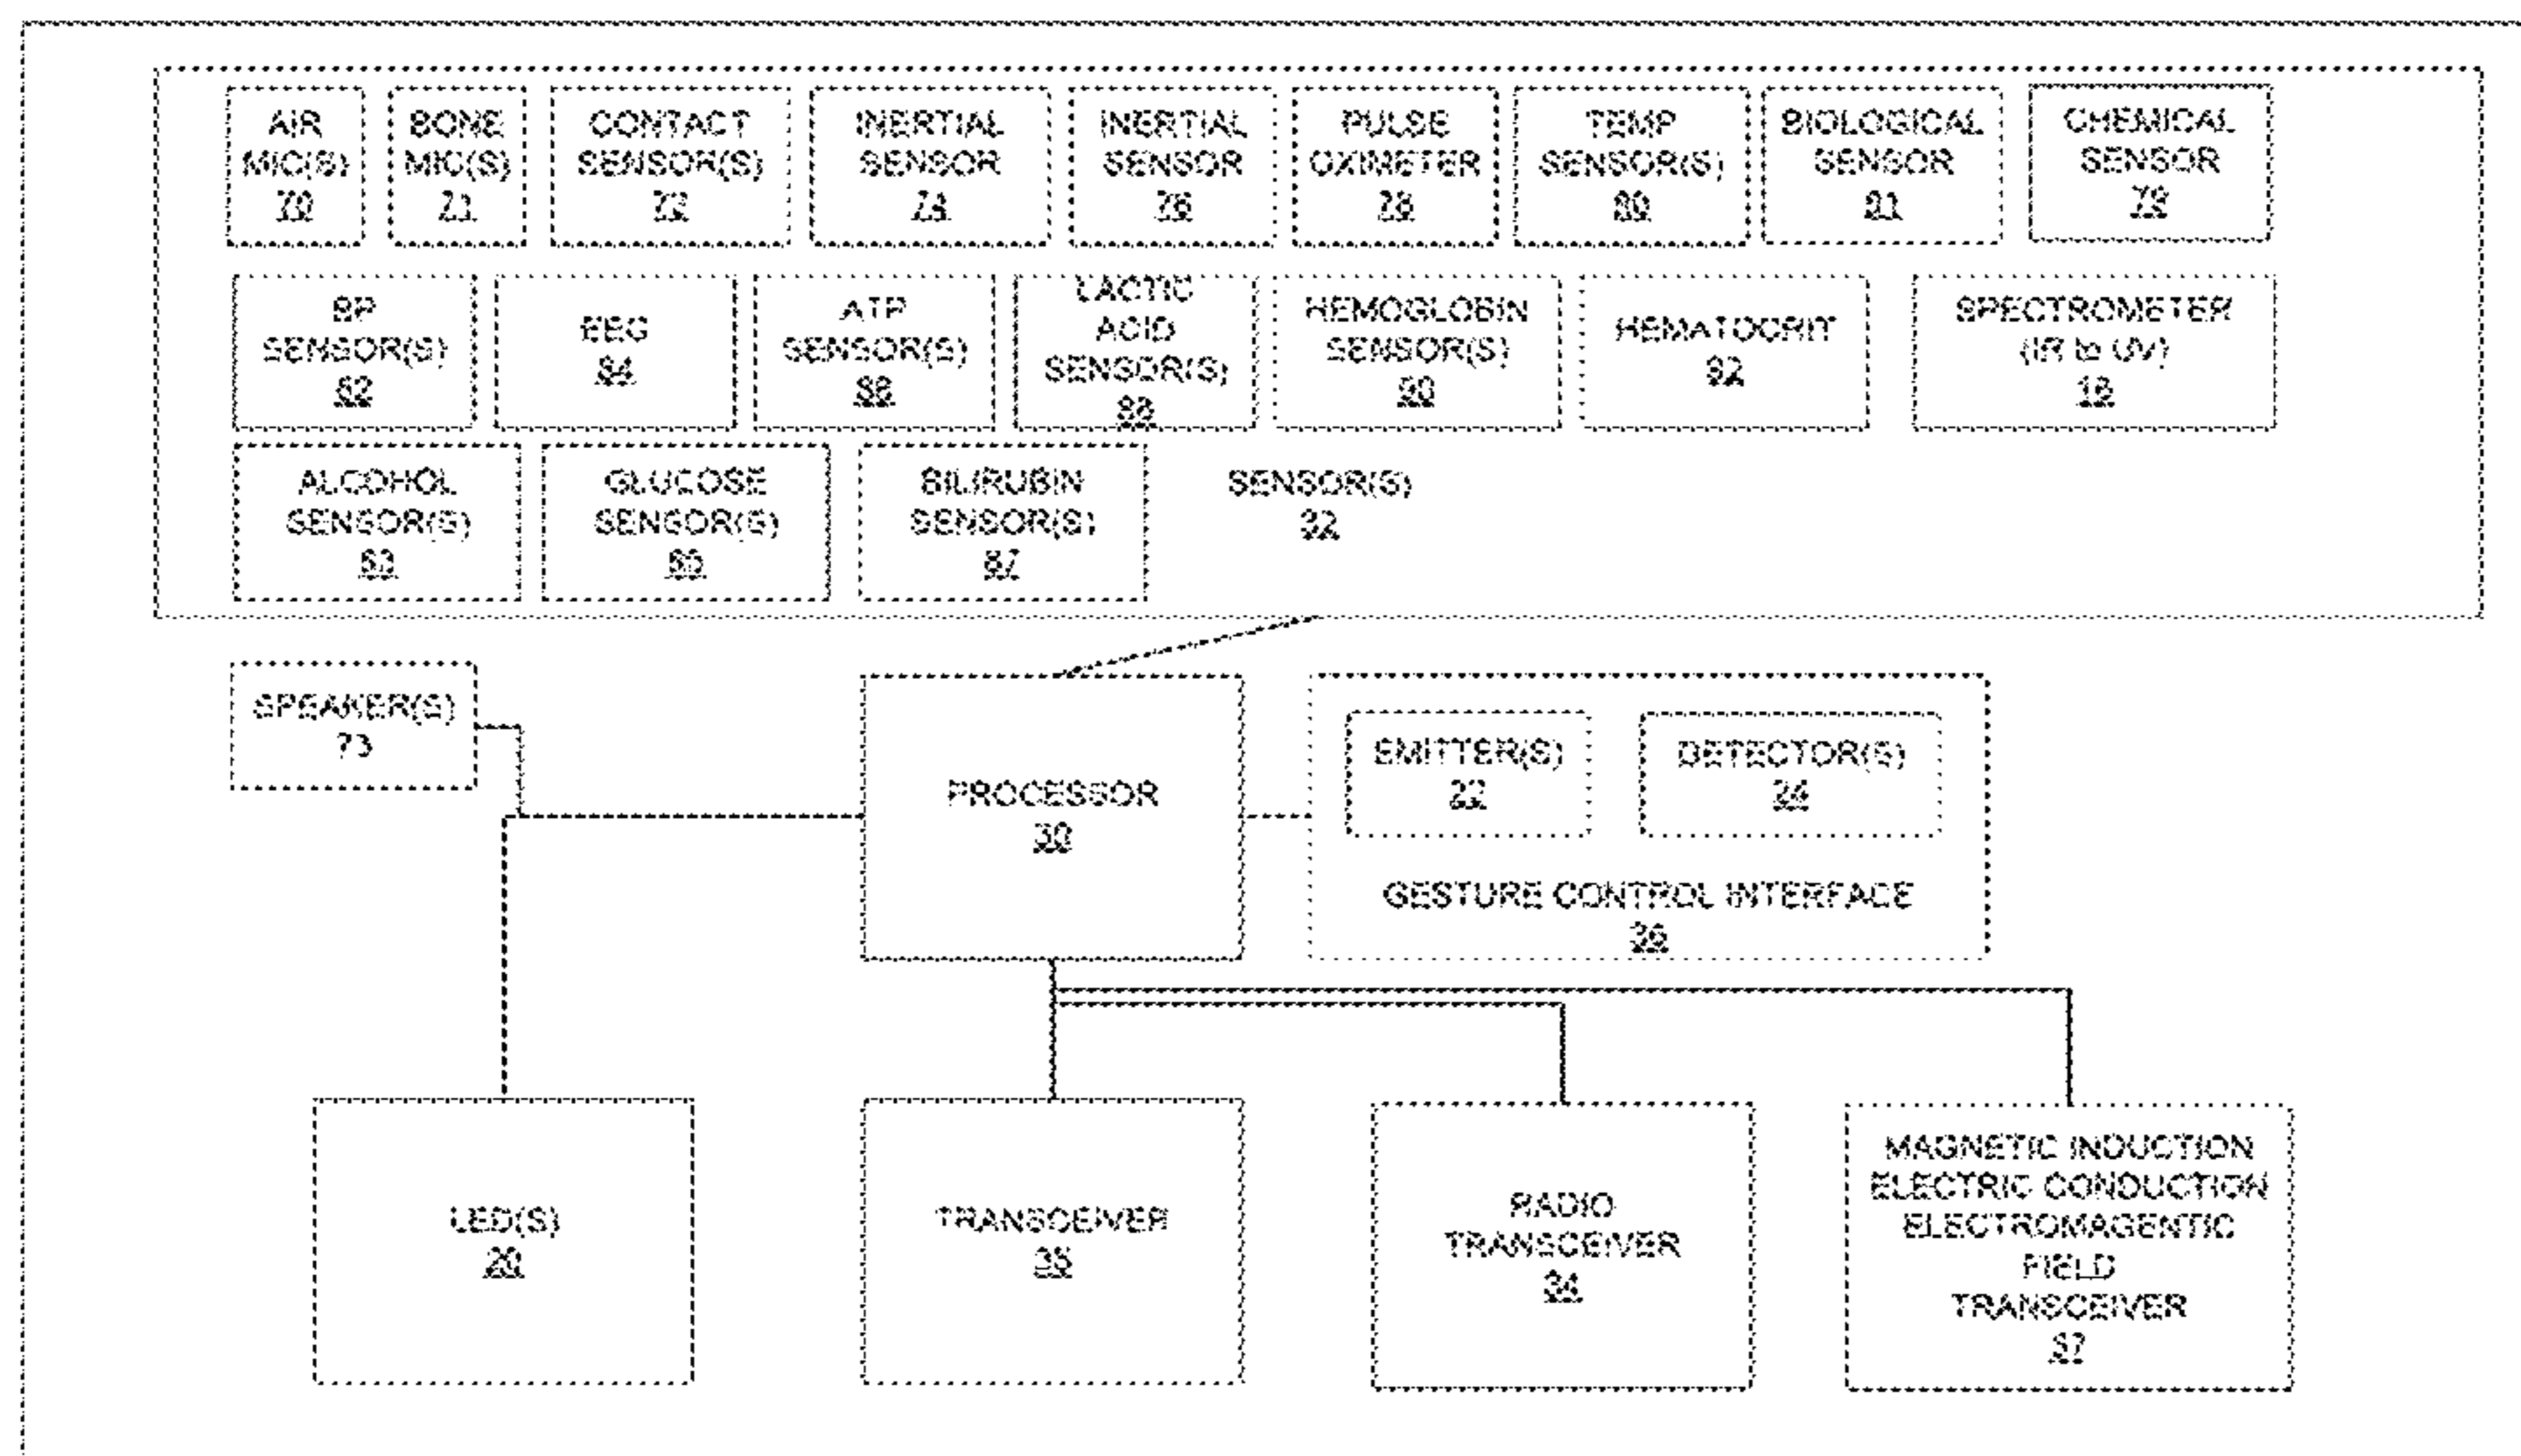 AIR
MIC(S)
70
BONE
MIC(S)
71
CONTACT
SENSOR(S)
72
INERTIAL
SENSOR
74
INERTIAL
SENSOR
76
PULSE
OXIMETER
78
TEMP
SENSOR(S)
80
BIOLOGICAL
SENSOR
81
CHEMICAL
SENSOR
79
BP
SENSOR(S)
82
EEG
84
ATP
SENSOR(S)
LACTIC
ACID
SENSOR(S)
88
HEMOGLOBIN
SENSOR(S)
90
HEMATOCRIT
92
SPECTROMETER
(IR to UV)
16
ALCOHOL
SENSOR(S)
83
GLUCOSE
SENSOR(S)
85
BILIRUBIN
SENSOR(S)
87
SENSOR(S)
32
SPEAKER(S)
73
PROCESSOR
30
EMITTER(S)
22
DETECTOR(S)
24
GESTURE CONTROL INTERFACE
36
LED(S)
20
TRANSCEIVER
35
RADIO
TRANSCEIVER
34
MAGNETIC INDUCTION
ELECTRIC CONDUCTION
ELECTROMAGENTIC
FIELD
TRANSCEIVER
37